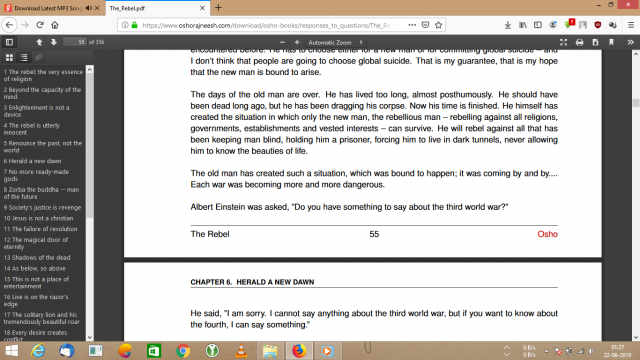 Download Latest MP3 Song
The_Rebel.pdf
https://www.oshorajneesh.com/download/osho-books/responses_to_questions/The_R
Search
55 of 316
Automatic Zoom
1 The rebel: the very essence
of religion
2 Beyond the capacity of the
mind
3 Enlightenment is not a
device
4 The rebel is utterly
innocent
5 Renounce the past, not the
world
6 Herald a new dawn
7 No more ready-made
gods
8 Zorba the buddha -- man
of the future
9 Society's justice is revenge
10 Jesus is not a christian
11 The failure of revolution
12 The magical door of
eternity
13 Shadows of the dead
14 As below, so above
15 This is not a place of
entertainment
16 Live is on the razor's
edge
17 The solitary lion and his
tremendously beautiful roar
18 Every desire creates
conflict
encountered before. He has to choose either for a new man or for committing global suicide – and
I don't think that people are going to choose global suicide. That is my guarantee, that is my hope
that the new man is bound to arise.
The days of the old man are over. He has lived too long, almost posthumously. He should have
been dead long ago, but he has been dragging his corpse. Now his time is finished. He himself has
created the situation in which only the new man, the rebellious man – rebelling against all religions,
governments, establishments and vested interests – can survive. He will rebel against all that has
been keeping man blind, holding him a prisoner, forcing him to live in dark tunnels, never allowing
him to know the beauties of life.
The old man has created such a situation, which was bound to happen; it was coming by and by....
Each war was becoming more and more dangerous.
Albert Einstein was asked, "Do you have something to say about the third world war?"
The Rebel 55 Osho
CHAPTER 6. HERALD A NEW DAWN
He said, "I am sorry. I cannot say anything about the third world war, but if you want to know about
the fourth, I can say something."
0 B/s
0 B/s
01:37
22-06-2019